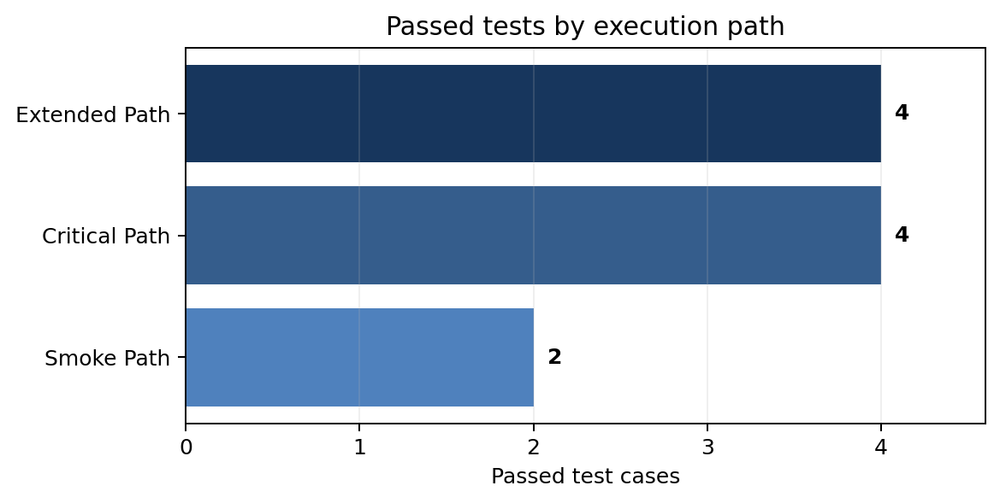 Passed tests by execution path
Extended Path
4
Critical Path
4
Smoke Path
2
0 1 2 3 4
Passed test cases